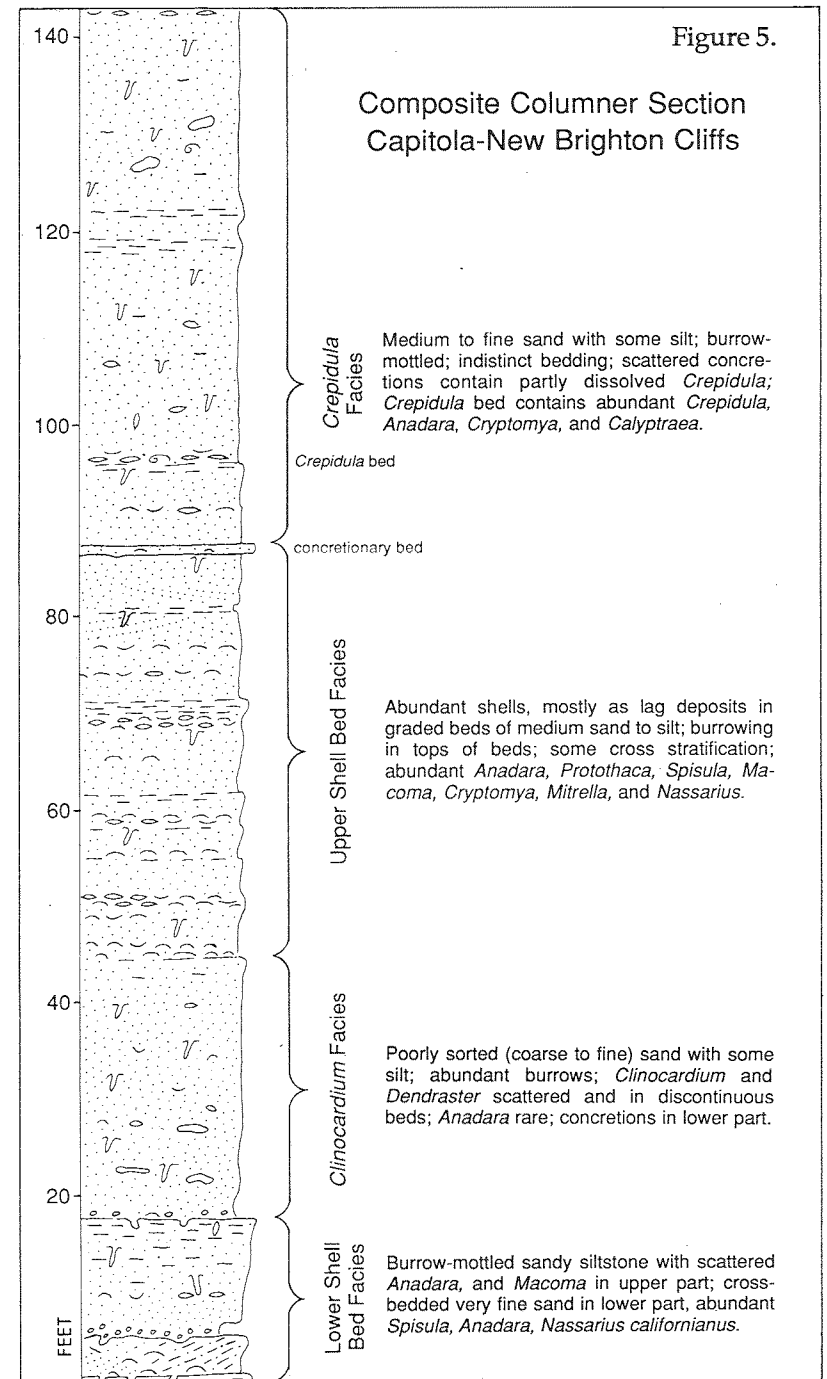 Figure 5.
Composite Columner Section
Capitola-New Brighton Cliffs
140
120
100
80
60
40
20
FEET
Crepidula
Facies
Medium to fine sand with some silt; burrow-
mottled; indistinct bedding; scattered concre-
tions contain partly dissolved Crepidula;
Crepidula bed contains abundant Crepidula,
Anadara, Cryptomya, and Calyptraea.
Crepidula bed
concretionary bed
Upper Shell Bed Facies
Abundant shells, mostly as lag deposits in
graded beds of medium sand to silt; burrowing
in tops of beds; some cross stratification;
abundant Anadara, Protothaca, Spisula, Ma-
coma, Cryptomya, Mitrella, and Nassarius.
Clinocardium Facies
Poorly sorted (coarse to fine) sand with some
silt; abundant burrows; Clinocardium and
Dendraster scattered and in discontinuous
beds; Anadara rare; concretions in lower part.
Lower Shell
Bed Facies
Burrow-mottled sandy siltstone with scattered
Anadara, and Macoma in upper part; cross-
bedded very fine sand in lower part, abundant
Spisula, Anadara, Nassarius californianus.